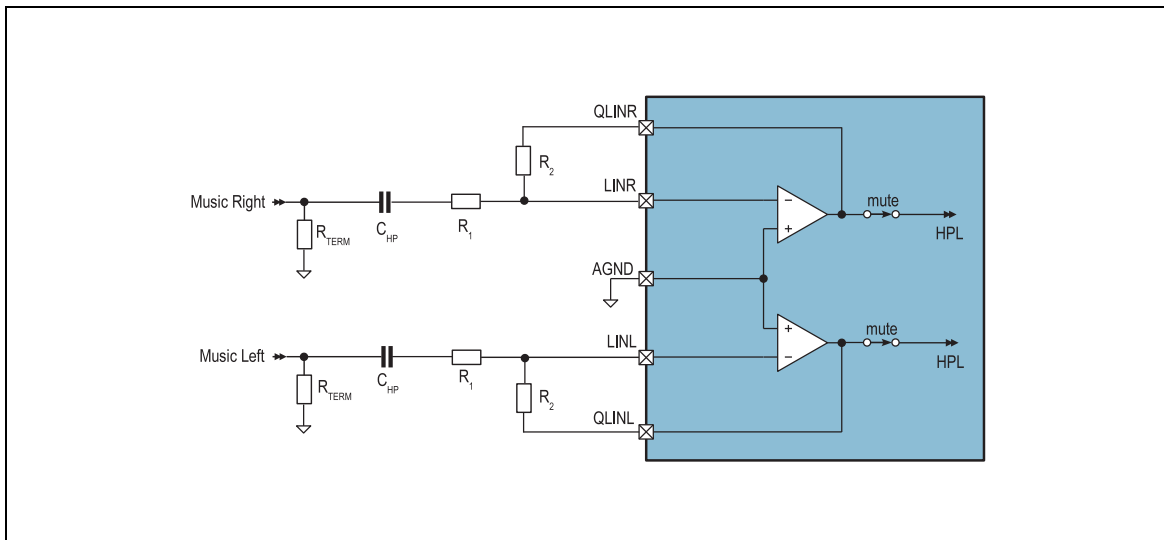 QLINR
R2
LINR
Music Right
mute
RTERM
CHP
R1
HPL
AGND
mute
LINL
Music Left
HPL
RTERM
CHP
R1
R2
QLINL